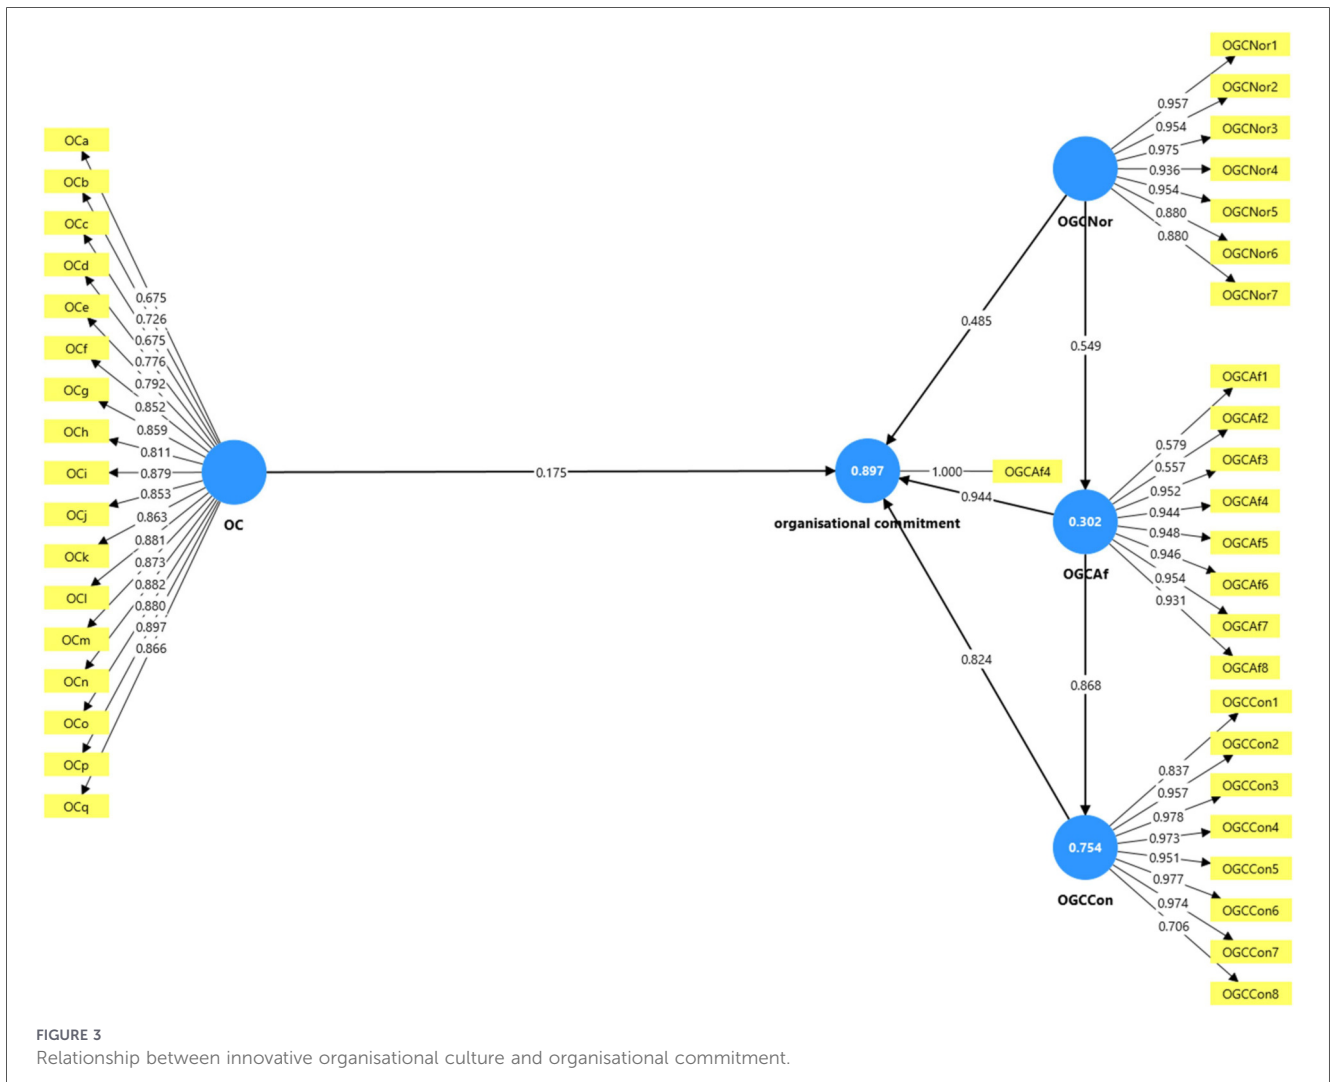 OCa
OCb
OCc
OCd
OCe
OCf
OCg
OCh
OCi
OCj
OCk
OCl
OCm
OCn
OCo
OCp
OCq
0.675
0.726
0.675
0.776
0.792
0.852
0.859
0.811
0.879
0.853
0.863
0.881
0.873
0.882
0.880
0.897
0.866
OC
0.175
0.897
organisational commitment
1.000
OGCAf4
0.944
0.485
0.824
OGCNor
0.549
0.302
OGCAf
0.868
0.754
OGCCon
0.957
0.954
0.975
0.936
0.954
0.880
0.880
OGCNor1
OGCNor2
OGCNor3
OGCNor4
OGCNor5
OGCNor6
OGCNor7
0.579
0.557
0.952
0.944
0.948
0.946
0.954
0.931
OGCAf1
OGCAf2
OGCAf3
OGCAf4
OGCAf5
OGCAf6
OGCAf7
OGCAf8
0.837
0.957
0.978
0.973
0.951
0.977
0.974
0.706
OGCCon1
OGCCon2
OGCCon3
OGCCon4
OGCCon5
OGCCon6
OGCCon7
OGCCon8
FIGURE 3
Relationship between innovative organisational culture and organisational commitment.